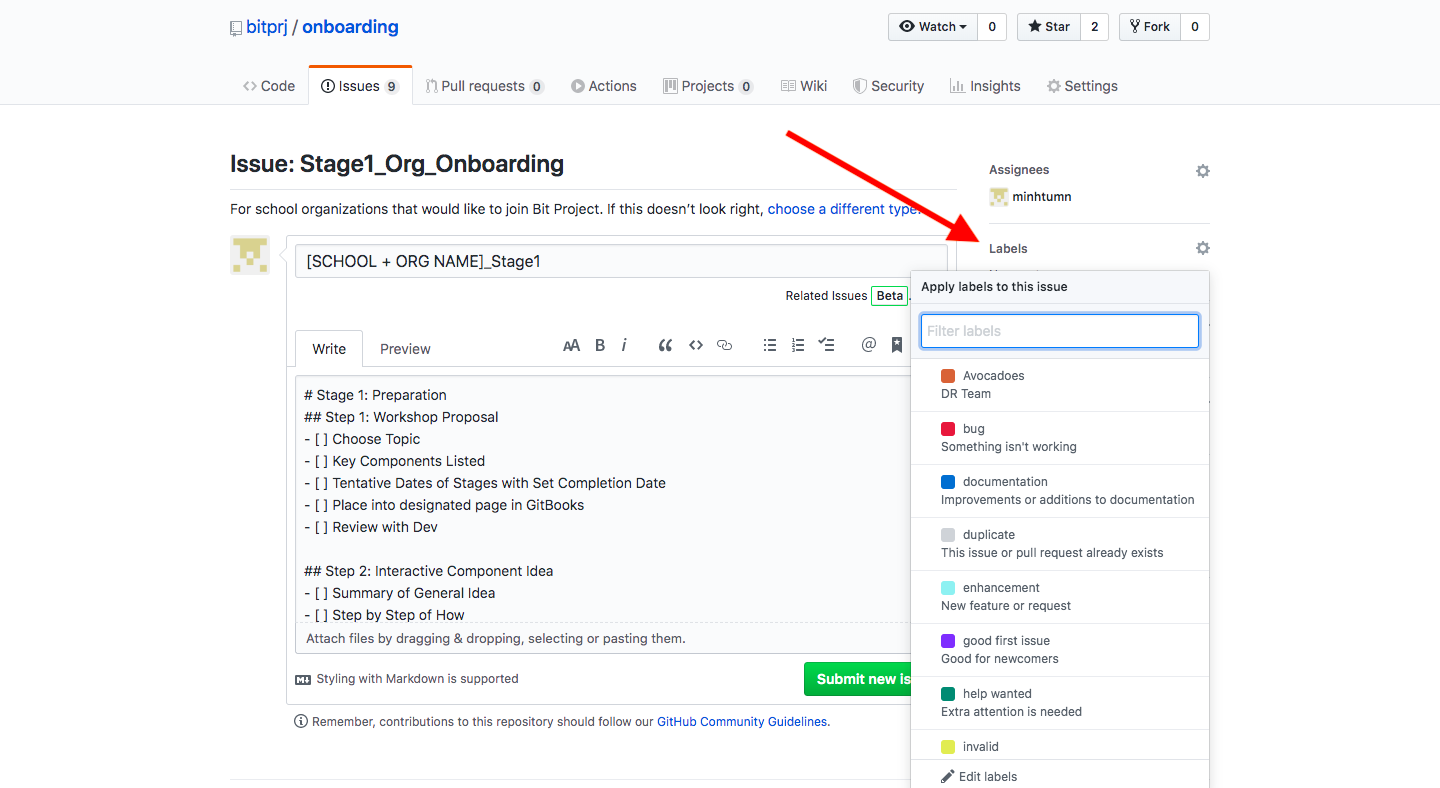 bitprj / onboarding
Watch 0 Star 2 Fork 0
Code Issues 9 Pull requests 0 Actions Projects 0 Wiki Security Insights Settings
Issue: Stage1_Org_Onboarding
For school organizations that would like to join Bit Project. If this doesn’t look right, choose a different type.
[SCHOOL + ORG NAME]_Stage1
Related Issues Beta
Write Preview
# Stage 1: Preparation
## Step 1: Workshop Proposal
- [ ] Choose Topic
- [ ] Key Components Listed
- [ ] Tentative Dates of Stages with Set Completion Date
- [ ] Place into designated page in GitBooks
- [ ] Review with Dev
## Step 2: Interactive Component Idea
- [ ] Summary of General Idea
- [ ] Step by Step of How
Attach files by dragging & dropping, selecting or pasting them.
Styling with Markdown is supported
Submit new is
Remember, contributions to this repository should follow our GitHub Community Guidelines.
Assignees
minhtumn
Labels
Apply labels to this issue
Filter labels
Avocadoes
DR Team
bug
Something isn't working
documentation
Improvements or additions to documentation
duplicate
This issue or pull request already exists
enhancement
New feature or request
good first issue
Good for newcomers
help wanted
Extra attention is needed
invalid
Edit labels